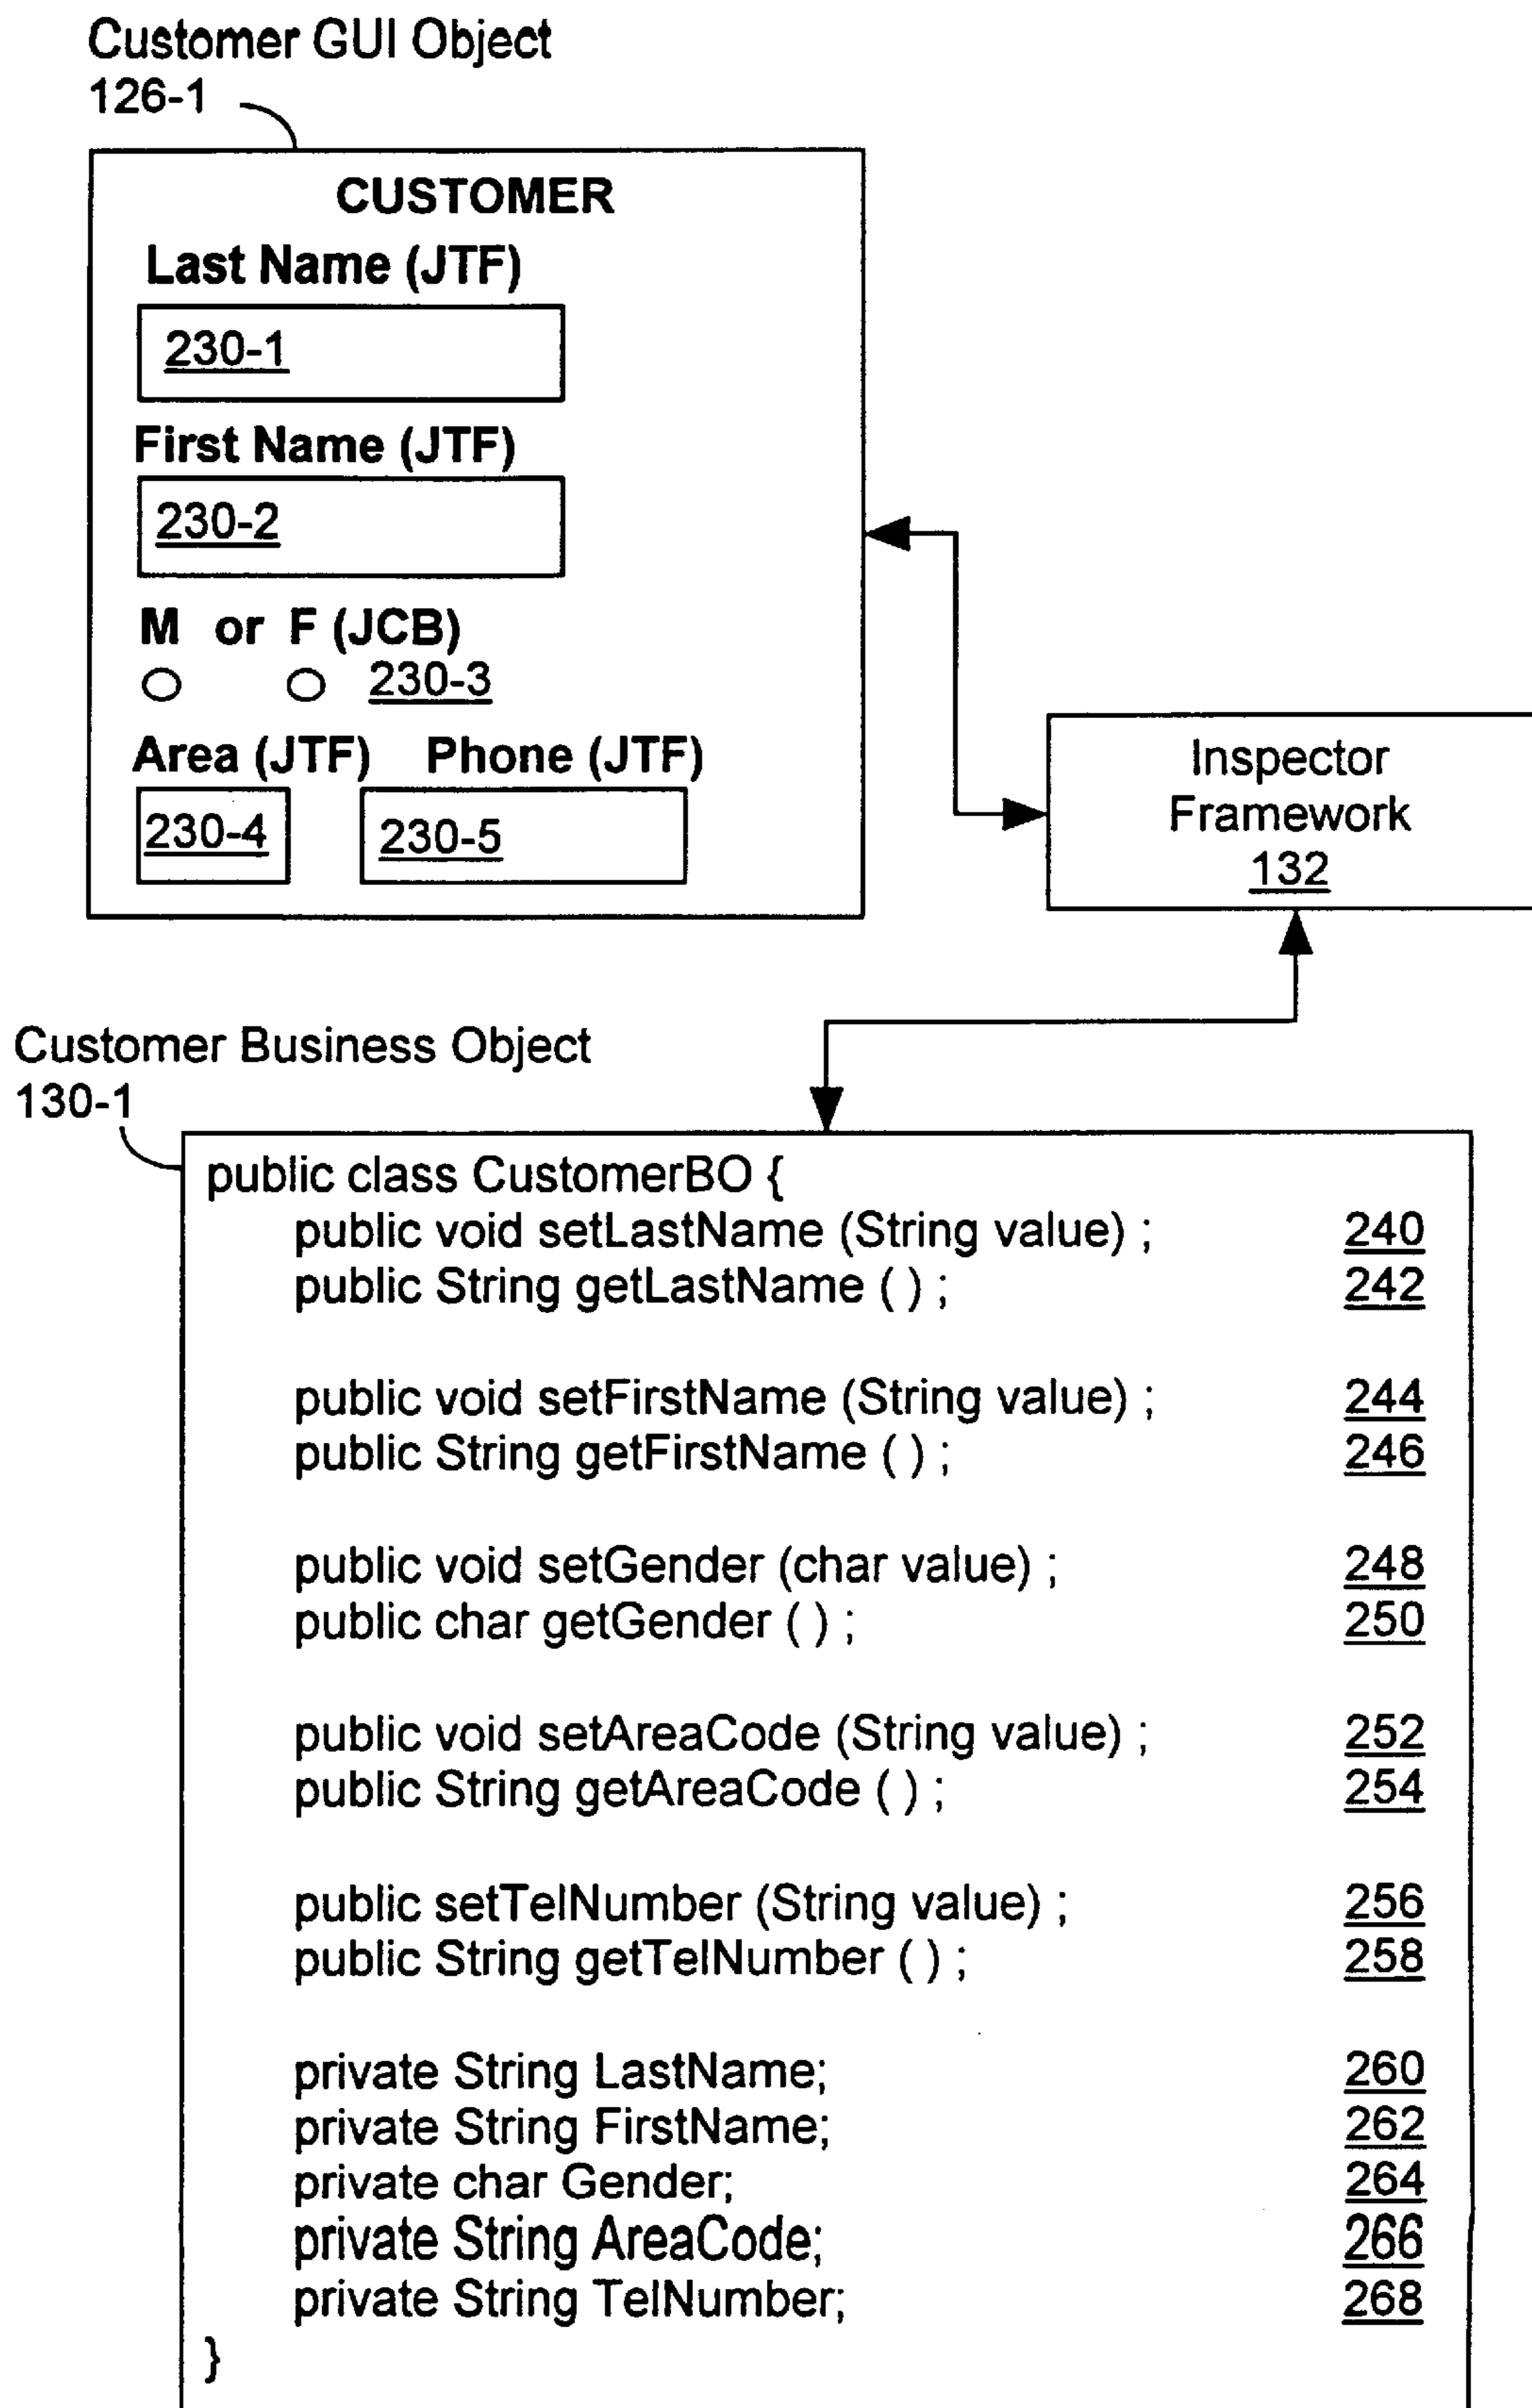 Customer GUI Object
126-1
CUSTOMER
Last Name (JTF)
230-1
First Name (JTF)
230-2
M or F (JCB)
230-3
Area (JTF) Phone (JTF)
230-4 230-5
Inspector
Framework
132
Customer Business Object
130-1
public class CustomerBO {
public void setLastName (String value) ; 240
public String getLastName ( ) ; 242
public void setFirstName (String value) ; 244
public String getFirstName ( ) ; 246
public void setGender (char value) ; 248
public char getGender ( ) ; 250
public void setAreaCode (String value) ; 252
public String getAreaCode ( ) ; 254
public setTelNumber (String value) ; 256
public String getTelNumber ( ) ; 258
private String LastName; 260
private String FirstName; 262
private char Gender; 264
private String AreaCode; 266
private String TelNumber; 268
}